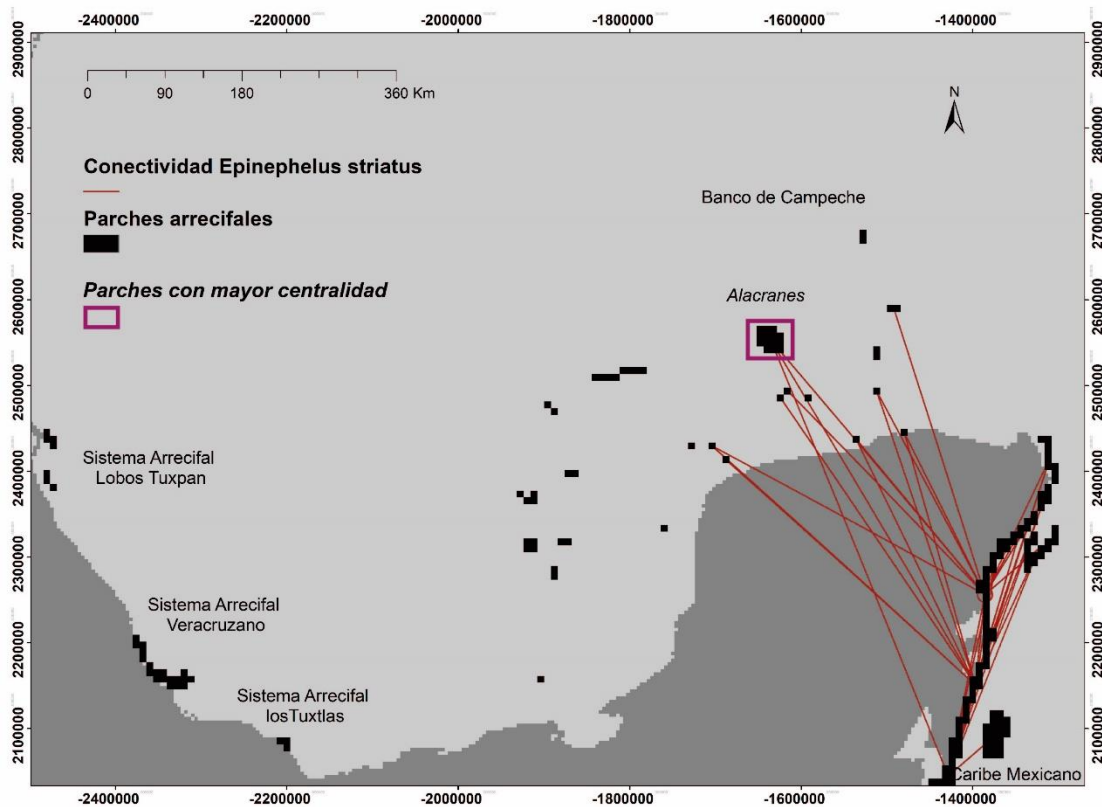 -2400000 -2200000 -2000000 -1800000 -1600000 -1400000
2900000
2800000
2700000
2600000
2500000
2400000
2300000
2200000
2100000
0 90 180 360 Km
N
Conectividad Epinephelus striatus
Parches arrecifales
Parches con mayor centralidad
Banco de Campeche
Alacranes
Sistema Arrecifal
Lobos Tuxpan
Sistema Arrecifal
Veracruzano
Sistema Arrecifal
losTuxtlas
Caribe Mexicano
2900000
2800000
2700000
2600000
2500000
2400000
2300000
2200000
2100000
-2400000 -2200000 -2000000 -1800000 -1600000 -1400000